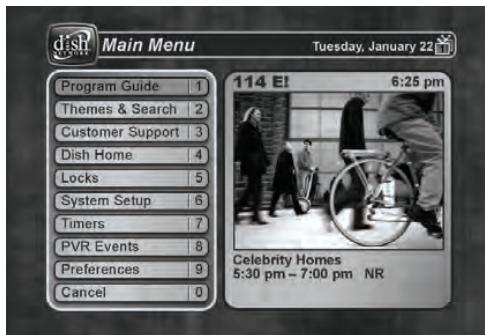 dish
NETWORK
Main Menu
Tuesday, January 22
Program Guide 1
Themes & Search 2
Customer Support 3
Dish Home 4
Locks 5
System Setup 6
Timers 7
PVR Events 8
Preferences 9
Cancel 0
114 E! 6:25 pm
Celebrity Homes
5:30 pm – 7:00 pm NR